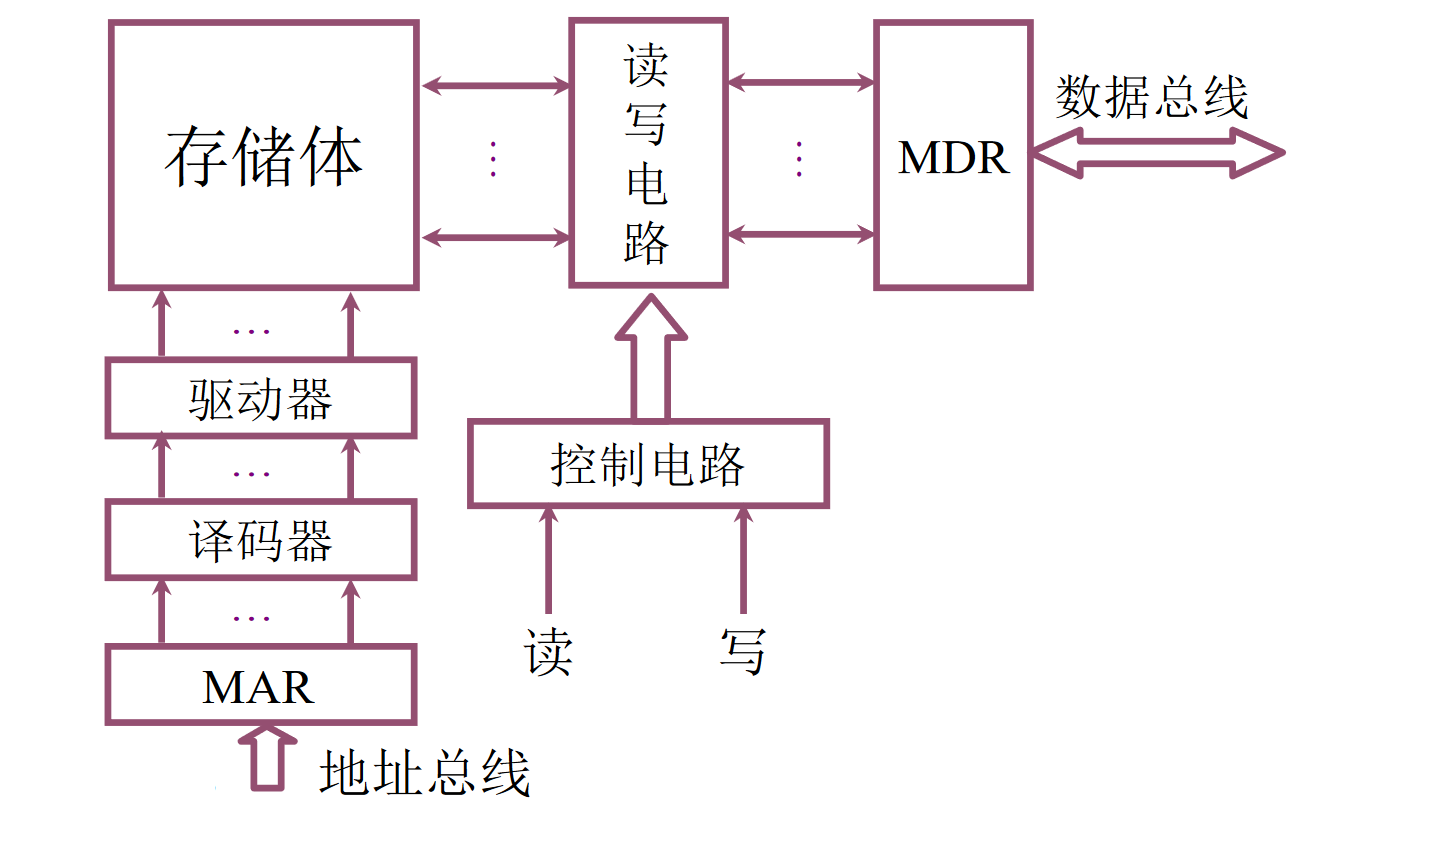 存储体
读
写
电
路
MDR
数据总线
…
…
驱动器
…
译码器
…
MAR
地址总线
控制电路
读
写
…